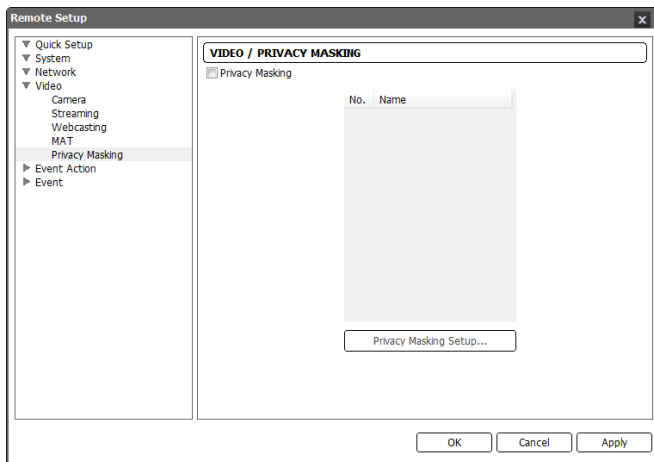 Remote Setup
x
Quick Setup
System
Network
Video
Camera
Streaming
Webcasting
MAT
Privacy Masking
Event Action
Event
VIDEO / PRIVACY MASKING
Privacy Masking
No. Name
Privacy Masking Setup...
OK Cancel Apply